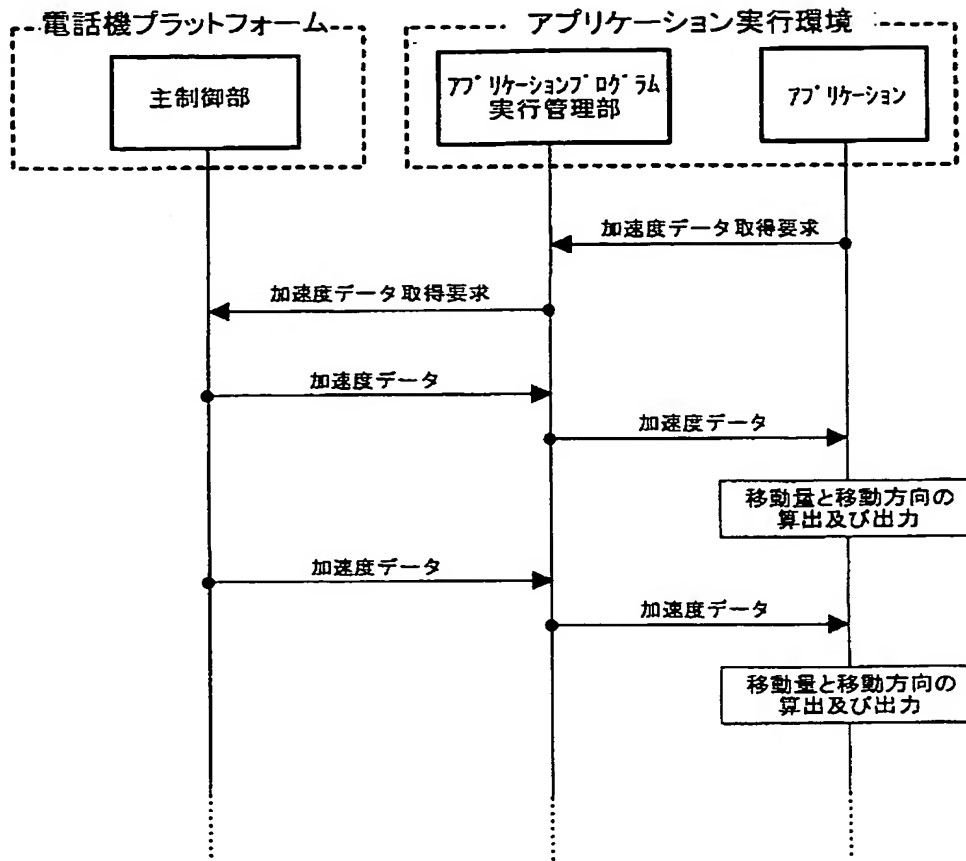 電話機プラットフォーム
アプリケーション実行環境
主制御部
アプリケーションプログラム
実行管理部
アプリケーション
加速度データ取得要求
加速度データ取得要求
加速度データ
加速度データ
移動量と移動方向の
算出及び出力
加速度データ
加速度データ
移動量と移動方向の
算出及び出力